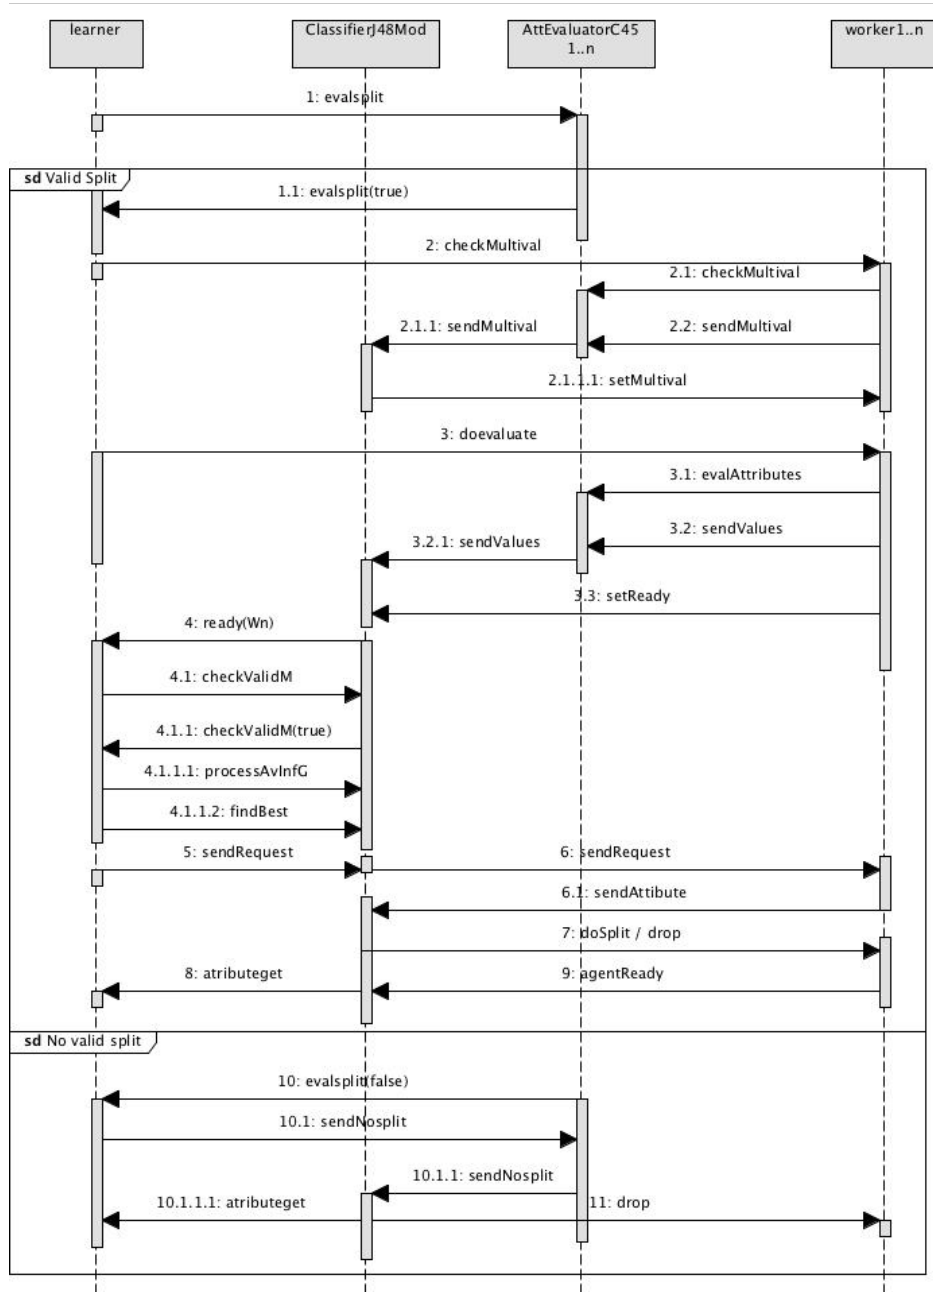 learner
ClassifierJ48Mod
AttEvaluatorC45
1..n
worker1..n
1: evalsplit
sd Valid Split
1.1: evalsplit(true)
2: checkMultival
2.1: checkMultival
2.1.1: sendMultival
2.2: sendMultival
2.1.1.1: setMultival
3: doevaluate
3.1: evalAttributes
3.2: sendValues
3.2.1: sendValues
3.3: setReady
4: ready(Wn)
4.1: checkValidM
4.1.1: checkValidM(true)
4.1.1.1: processAvInfG
4.1.1.2: findBest
5: sendRequest
6: sendRequest
6.1: sendAttibute
7: doSplit / drop
8: atributeget
9: agentReady
sd No valid split
10: evalsplit(false)
10.1: sendNosplit
10.1.1: sendNosplit
10.1.1.1: atributeget
11: drop